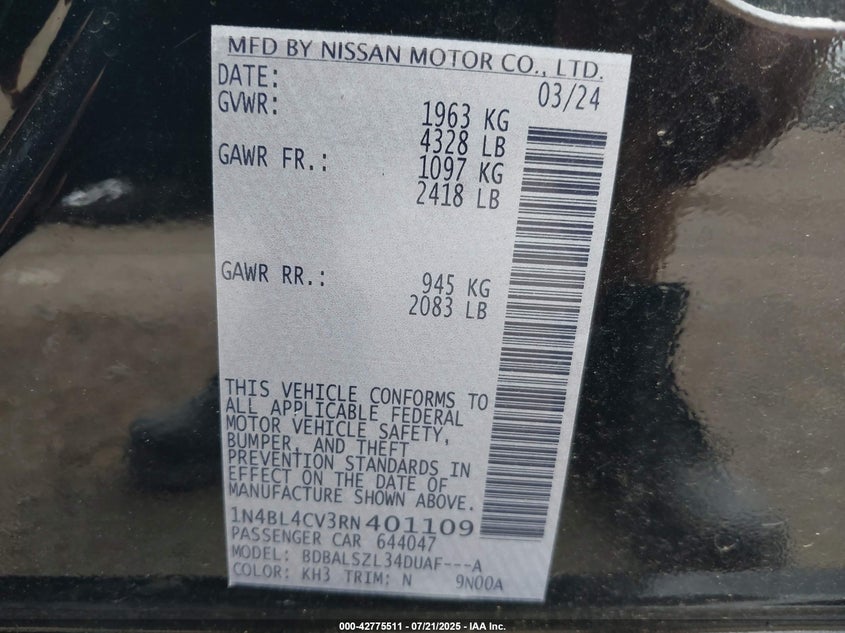 MFD BY NISSAN MOTOR CO., LTD.
DATE: 03/24
GVWR: 1963 KG
4328 LB
GAWR FR.: 1097 KG
2418 LB
GAWR RR.: 945 KG
2083 LB
THIS VEHICLE CONFORMS TO
ALL APPLICABLE FEDERAL
MOTOR VEHICLE SAFETY,
BUMPER, AND THEFT
PREVENTION STANDARDS IN
EFFECT ON THE DATE OF
MANUFACTURE SHOWN ABOVE.
1N4BL4CV3RN401109
PASSENGER CAR 644047
MODEL: BDBALSZL34DUAF---A
COLOR: KH3 TRIM: N 9N00A
000-42775511 - 07/21/2025 - IAA Inc.